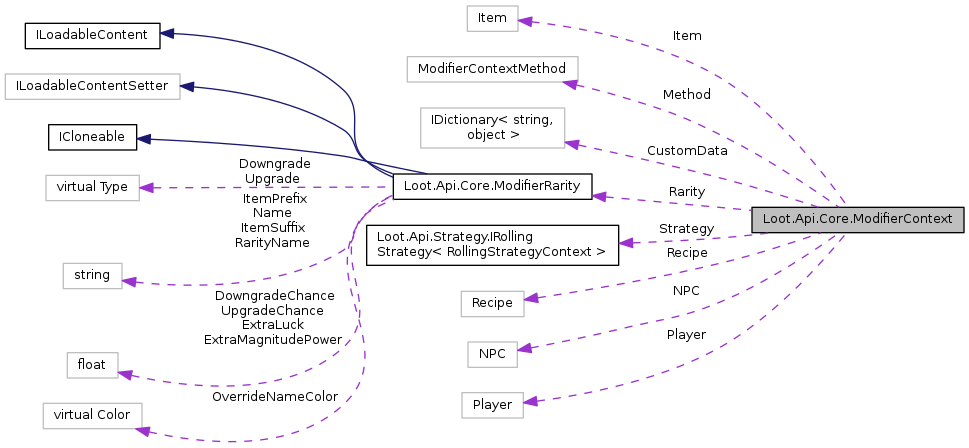 Item
Item
ILoadableContent
ModifierContextMethod
ILoadableContentSetter
Method
IDictionary< string,
object >
ICloneable
CustomData
Downgrade
Upgrade
virtual Type
Loot.Api.Core.ModifierRarity
Rarity
ItemPrefix
Name
ItemSuffix
RarityName
Loot.Api.Core.ModifierContext
Loot.Api.Strategy.IRolling
Strategy< RollingStrategyContext >
Strategy
Recipe
string
DowngradeChance
UpgradeChance
ExtraLuck
ExtraMagnitudePower
Recipe
NPC
Player
NPC
float
OverrideNameColor
virtual Color
Player